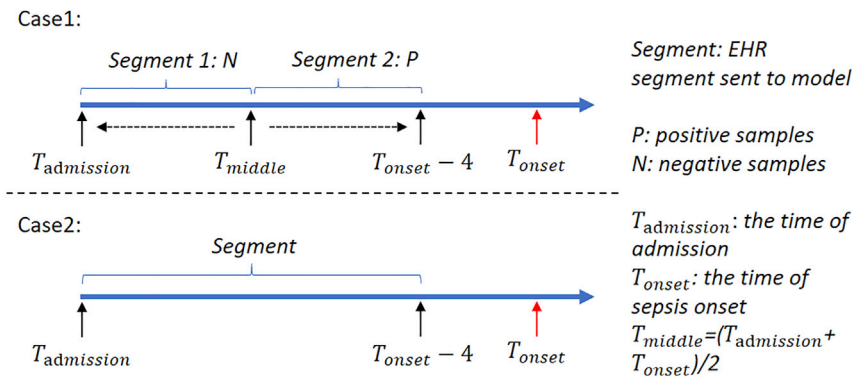 Case1:
Segment 1: N
Segment 2: P
T_admission
T_middle
T_onset − 4
T_onset
Segment: EHR
segment sent to model
P: positive samples
N: negative samples
Case2:
Segment
T_admission
T_onset − 4
T_onset
T_admission: the time of
admission
T_onset: the time of
sepsis onset
T_middle=(T_admission+
T_onset)/2